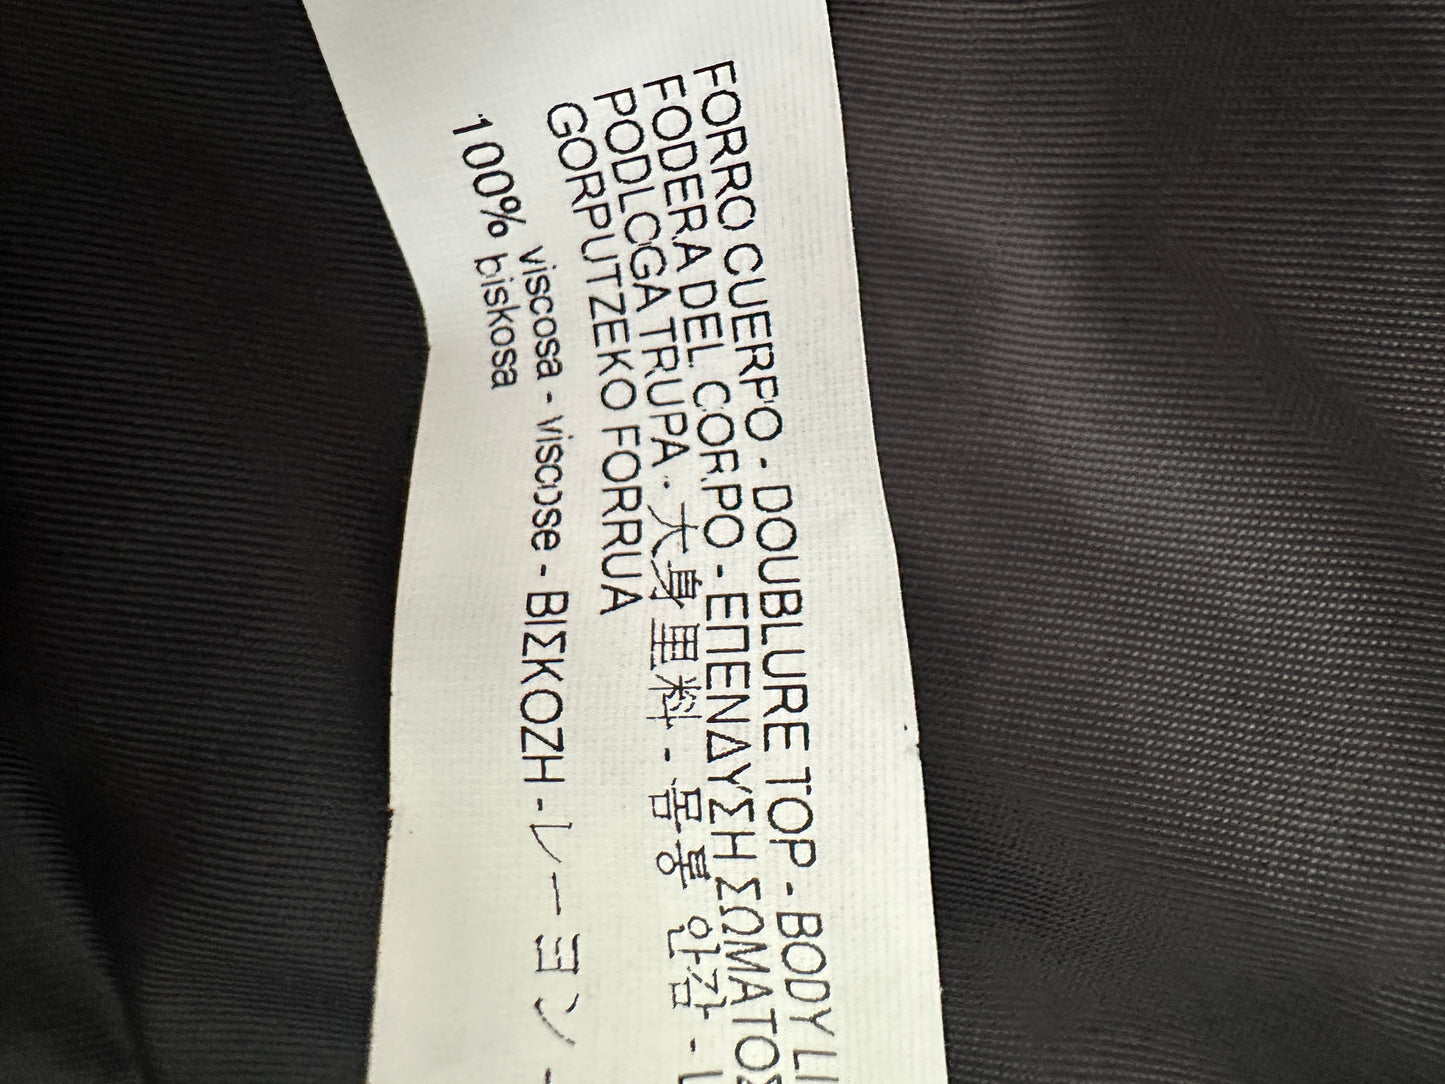 FORRO CUERPO - DOUBLURE TOP - BODY LI
FODERA DEL CORPO - ΕΠΕΝΔΥΣΗ ΣΩΜΑΤΟΣ
PODLOGA TRUPA - 大身里料 - 몸통 안감 -
GORPUTZEKO FORRUA
100% viscosa - viscose - ΒΙΣΚΟΖΗ - レーヨン -
biskosa